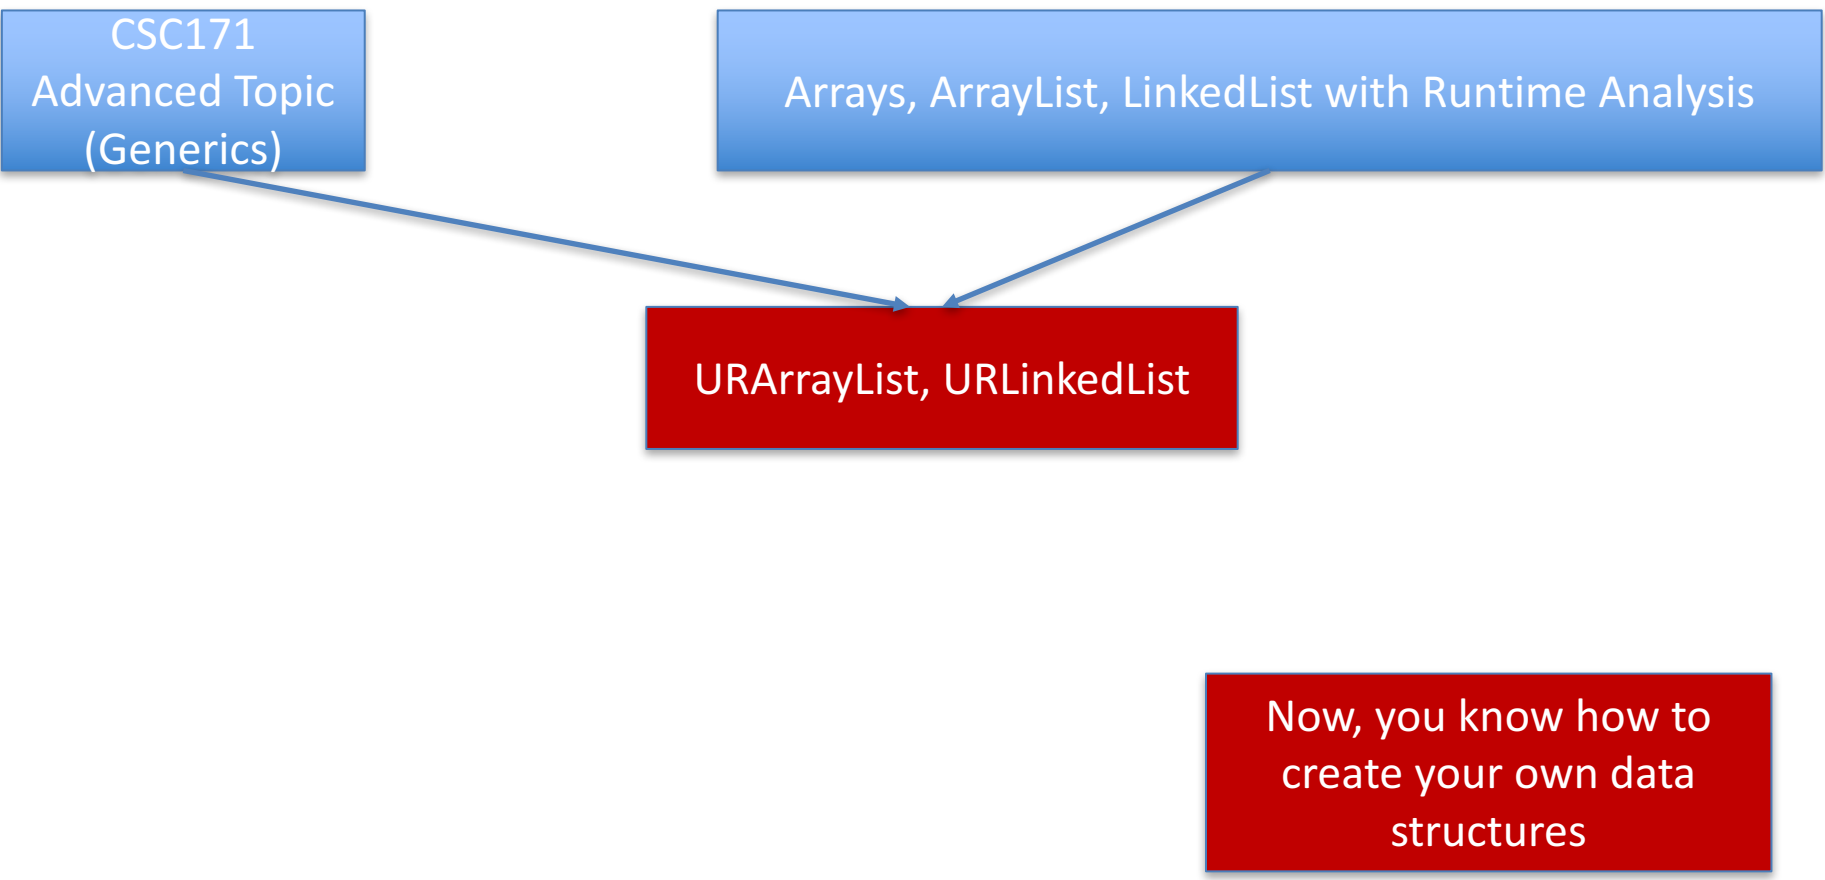 CSC171
Advanced Topic
(Generics)
Arrays, ArrayList, LinkedList with Runtime Analysis
URArrayList, URLinkedList
Now, you know how to
create your own data
structures